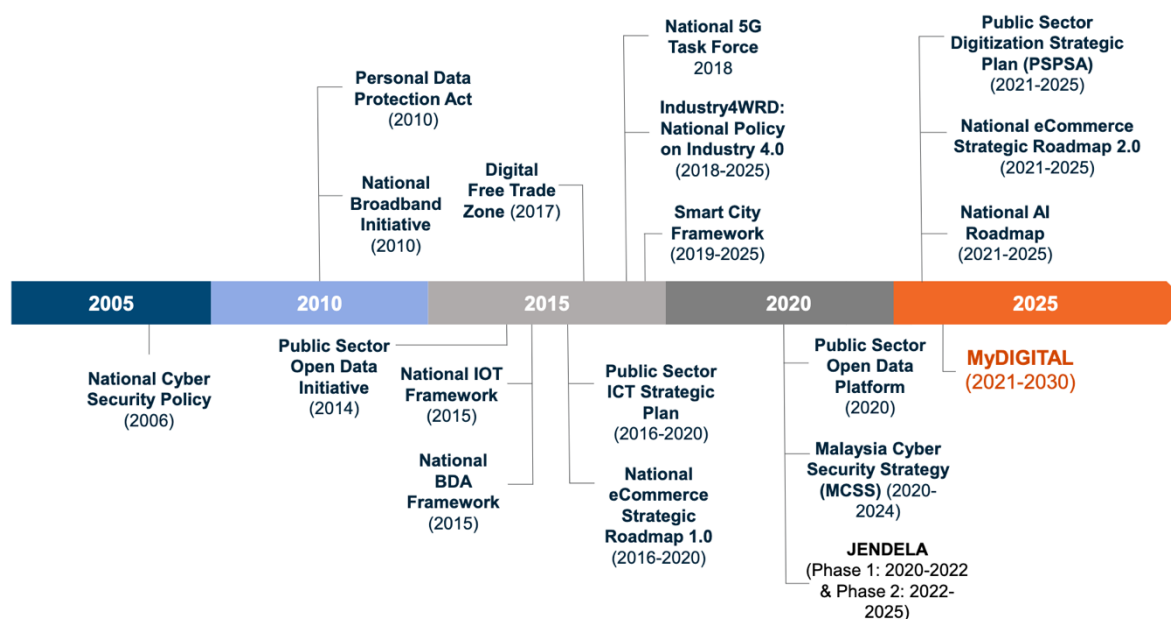 National 5G
Task Force
2018
Public Sector
Digitization Strategic
Plan (PSPSA)
(2021-2025)
Personal Data
Protection Act
(2010)
Industry4WRD:
National Policy
on Industry 4.0
(2018-2025)
National eCommerce
Strategic Roadmap 2.0
(2021-2025)
National
Broadband
Initiative
(2010)
Digital
Free Trade
Zone (2017)
Smart City
Framework
(2019-2025)
National AI
Roadmap
(2021-2025)
2005
2010
2015
2020
2025
National Cyber
Security Policy
(2006)
Public Sector
Open Data
Initiative
(2014)
National IOT
Framework
(2015)
National
BDA
Framework
(2015)
Public Sector
ICT Strategic
Plan
(2016-2020)
National
eCommerce
Strategic
Roadmap 1.0
(2016-2020)
Public Sector
Open Data
Platform
(2020)
Malaysia Cyber
Security Strategy
(MCSS) (2020-
2024)
JENDELA
(Phase 1: 2020-2022
& Phase 2: 2022-
2025)
MyDIGITAL
(2021-2030)